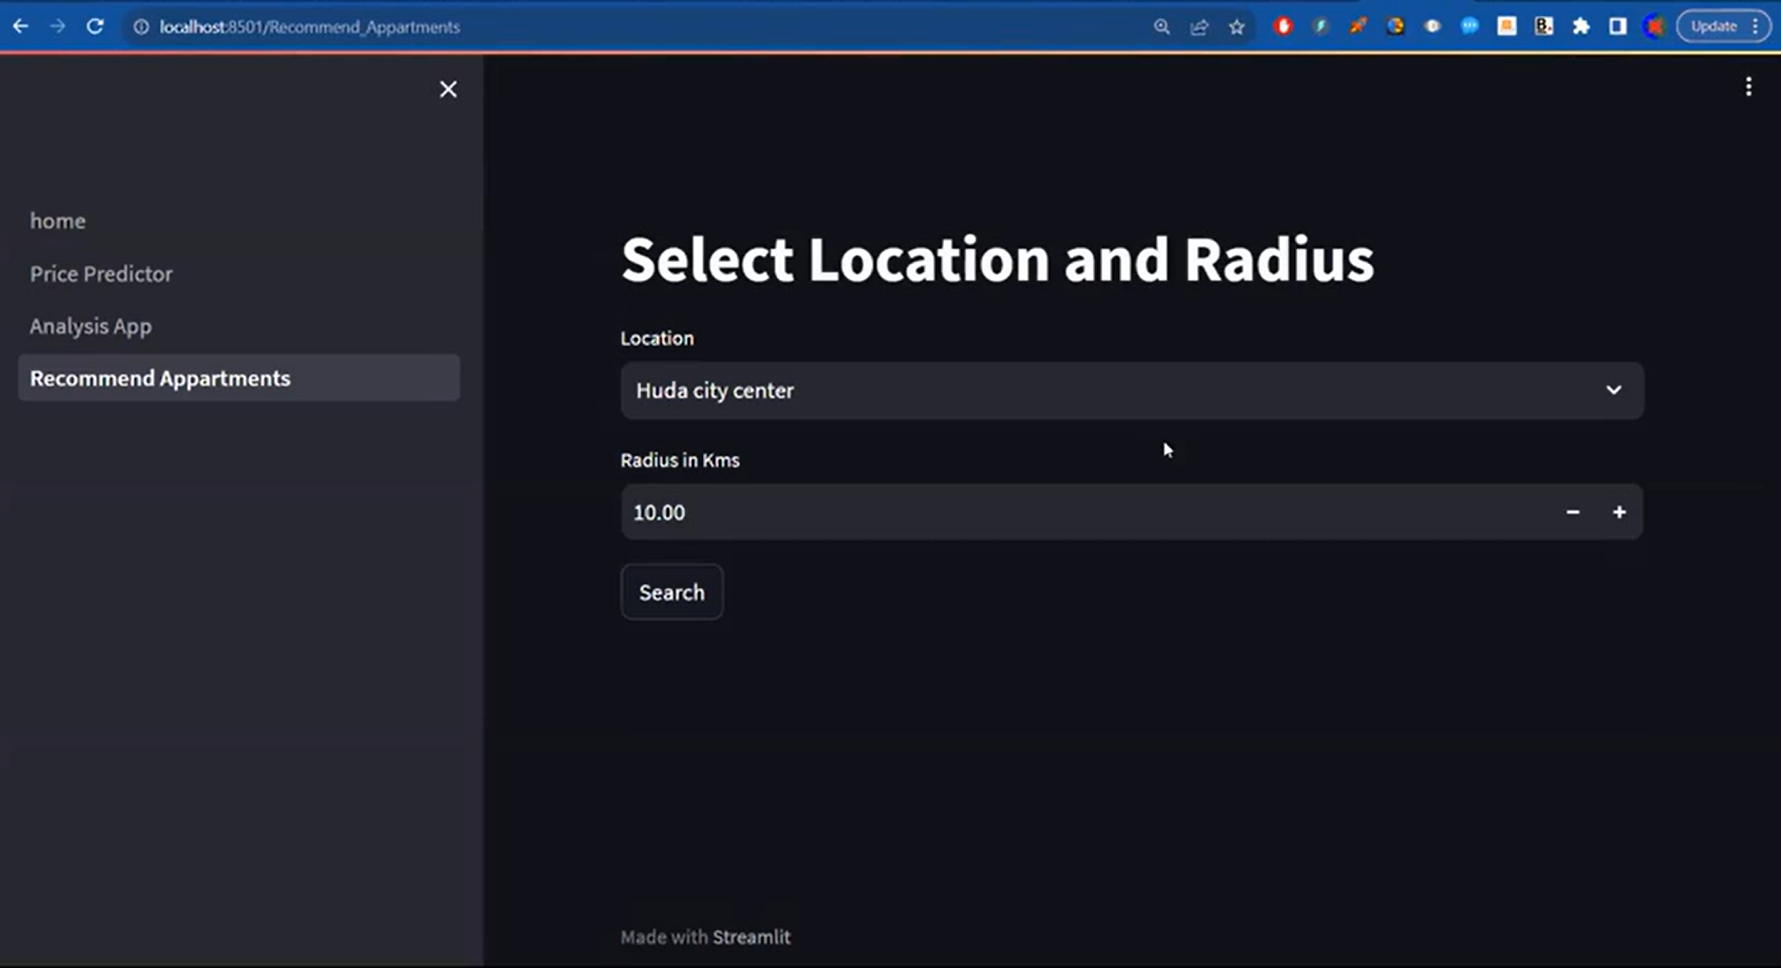 localhost:8501/Recommend_Appartments
Update
home
Price Predictor
Analysis App
Recommend Appartments
Select Location and Radius
Location
Huda city center
Radius in Kms
10.00
Search
Made with Streamlit